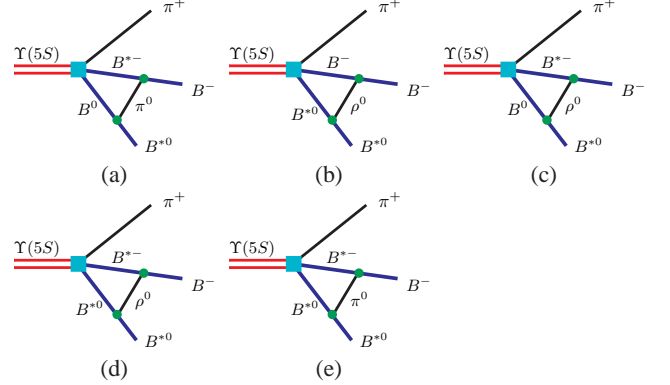 π⁺ π⁺ π⁺
Υ(5S) B*⁻ Υ(5S) B⁻ Υ(5S) B*⁻
B⁻ B⁻ B⁻
B⁰ π⁰ B*⁰ ρ⁰ B⁰ ρ⁰
B*⁰ B*⁰ B*⁰
(a) (b) (c)
π⁺ π⁺
Υ(5S) B*⁻ Υ(5S) B*⁻
B⁻ B⁻
B*⁰ ρ⁰ B*⁰ π⁰
B*⁰ B*⁰
(d) (e)